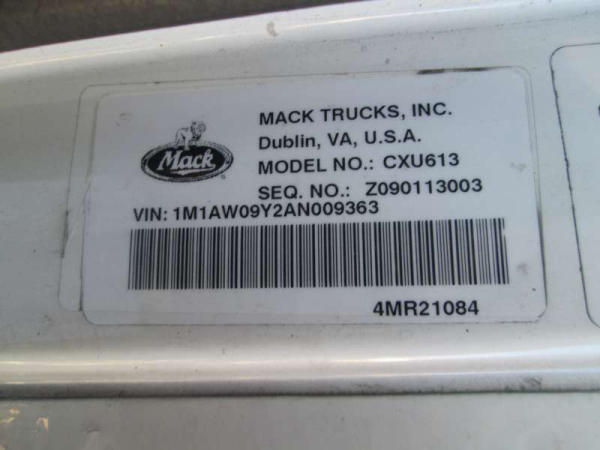 Mack
MACK TRUCKS, INC.
Dublin, VA, U.S.A.
MODEL NO.: CXU613
SEQ. NO.: Z090113003
VIN: 1M1AW09Y2AN009363
4MR21084